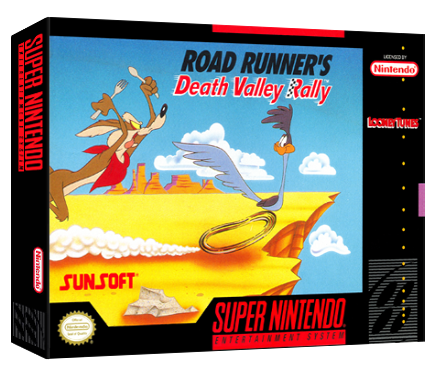 SUPER NINTENDO
Nintendo
ROAD RUNNER'S
Death Valley Rally
LICENSED BY
Nintendo
LOONEY TUNES
SUNSOFT
SUPER NINTENDO
ENTERTAINMENT SYSTEM